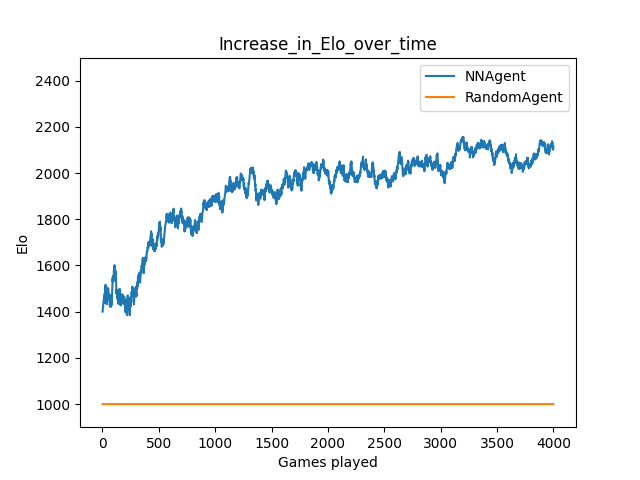 Increase_in_Elo_over_time
NNAgent
RandomAgent
2400
2200
2000
1800
1600
1400
1200
1000
Elo
0 500 1000 1500 2000 2500 3000 3500 4000
Games played